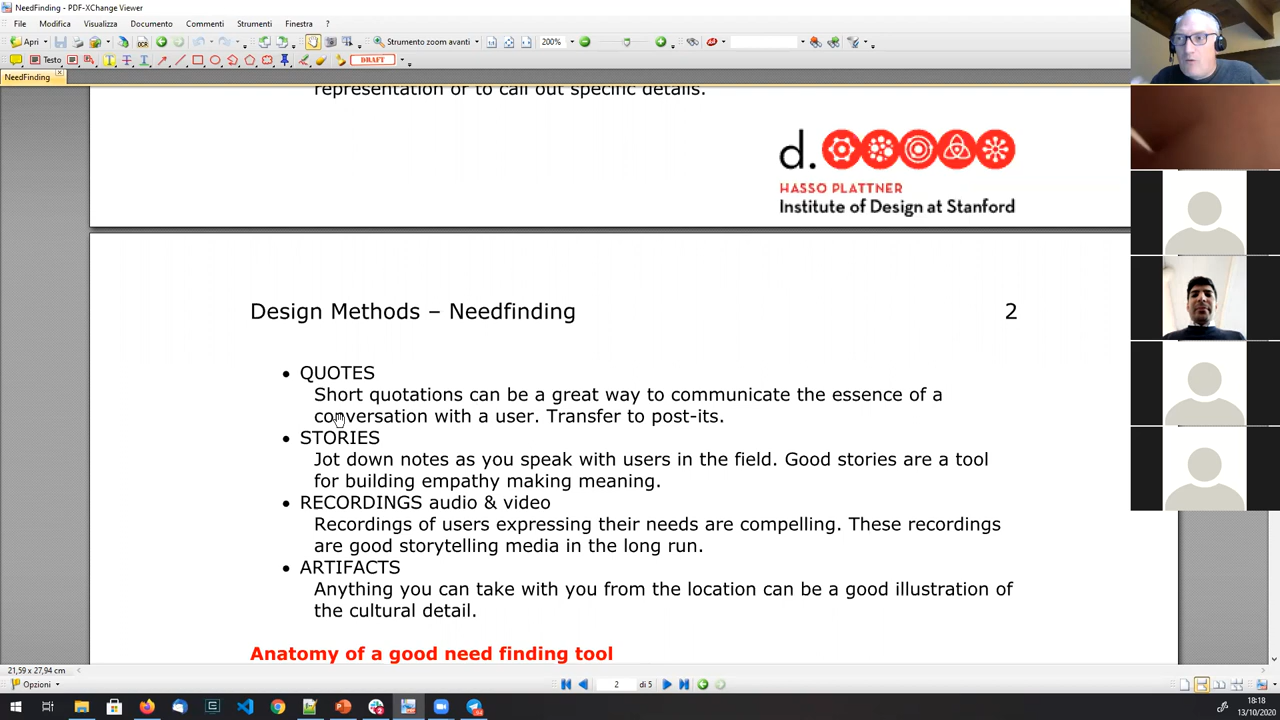 NeedFinding - PDF-XChange Viewer
File Modifica Visualizza Documento Commenti Strumenti Finestra ?
Apri OCR Strumento zoom avanti 200%
Testo DRAFT
NeedFinding
representation or to call out specific details.
d.
HASSO PLATTNER
Institute of Design at Stanford
Design Methods – Needfinding 2
• QUOTES
Short quotations can be a great way to communicate the essence of a
conversation with a user. Transfer to post-its.
• STORIES
Jot down notes as you speak with users in the field. Good stories are a tool
for building empathy making meaning.
• RECORDINGS audio & video
Recordings of users expressing their needs are compelling. These recordings
are good storytelling media in the long run.
• ARTIFACTS
Anything you can take with you from the location can be a good illustration of
the cultural detail.
Anatomy of a good need finding tool
21,59 x 27,94 cm
Opzioni 2 di 5
18:18
13/10/2020